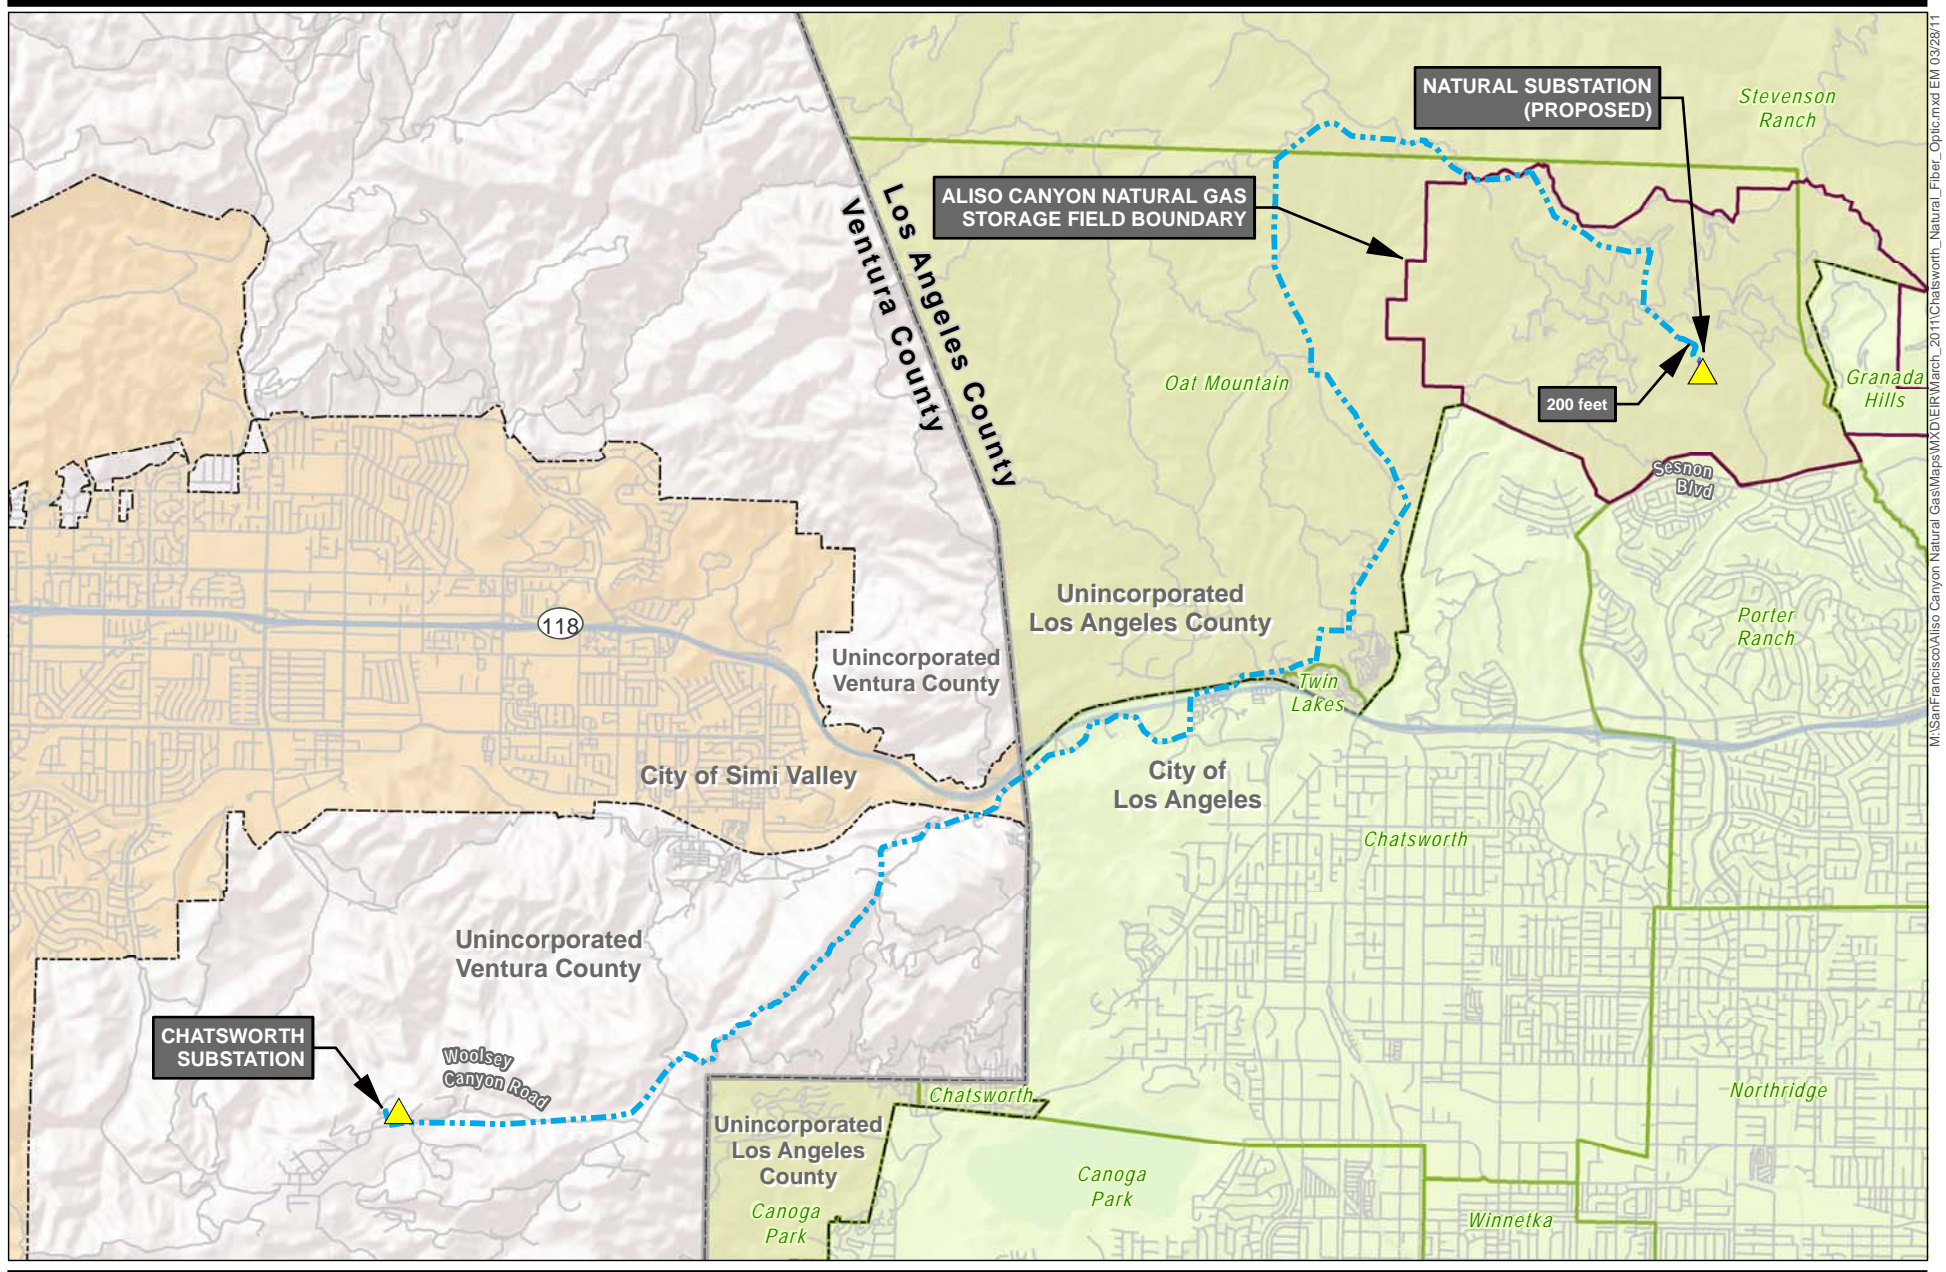 NATURAL SUBSTATION
(PROPOSED)
Stevenson
Ranch
ALISO CANYON NATURAL GAS
STORAGE FIELD BOUNDARY
Los Angeles County
Ventura County
Oat Mountain
200 feet
Granada
Hills
Sesnon
Blvd
Unincorporated
Los Angeles County
118
Porter
Ranch
Unincorporated
Ventura County
Twin
Lakes
City of Simi Valley
City of
Los Angeles
Chatsworth
Unincorporated
Ventura County
CHATSWORTH
SUBSTATION
Woolsey
Canyon Road
Chatsworth
Northridge
Unincorporated
Los Angeles
County
Canoga
Park
Canoga
Park
Winnetka
M:\SanFrancisco\Aliso Canyon Natural Gas\Maps\MXD\EIR\March_2011\Chatsworth_Natural_Fiber_Optic.mxd EM 03/28/11